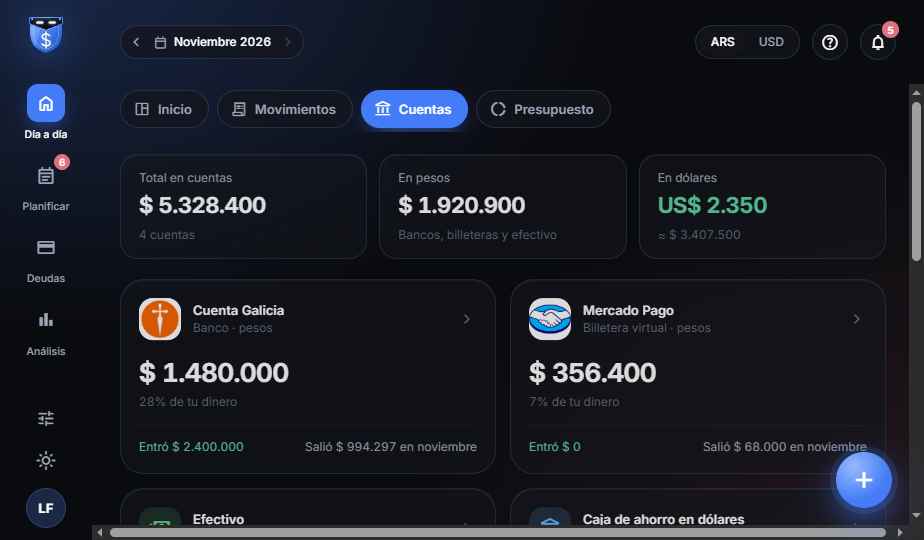 $
Noviembre 2026
ARS
USD
5
Inicio
Movimientos
Cuentas
Presupuesto
Día a día
6
Planificar
Deudas
Análisis
LF
Total en cuentas
$ 5.328.400
4 cuentas
En pesos
$ 1.920.900
Bancos, billeteras y efectivo
En dólares
US$ 2.350
≈ $ 3.407.500
Cuenta Galicia
Banco · pesos
$ 1.480.000
28% de tu dinero
Entró $ 2.400.000
Salió $ 994.297 en noviembre
Mercado Pago
Billetera virtual · pesos
$ 356.400
7% de tu dinero
Entró $ 0
Salió $ 68.000 en noviembre
Efectivo
Caja de ahorro en dólares